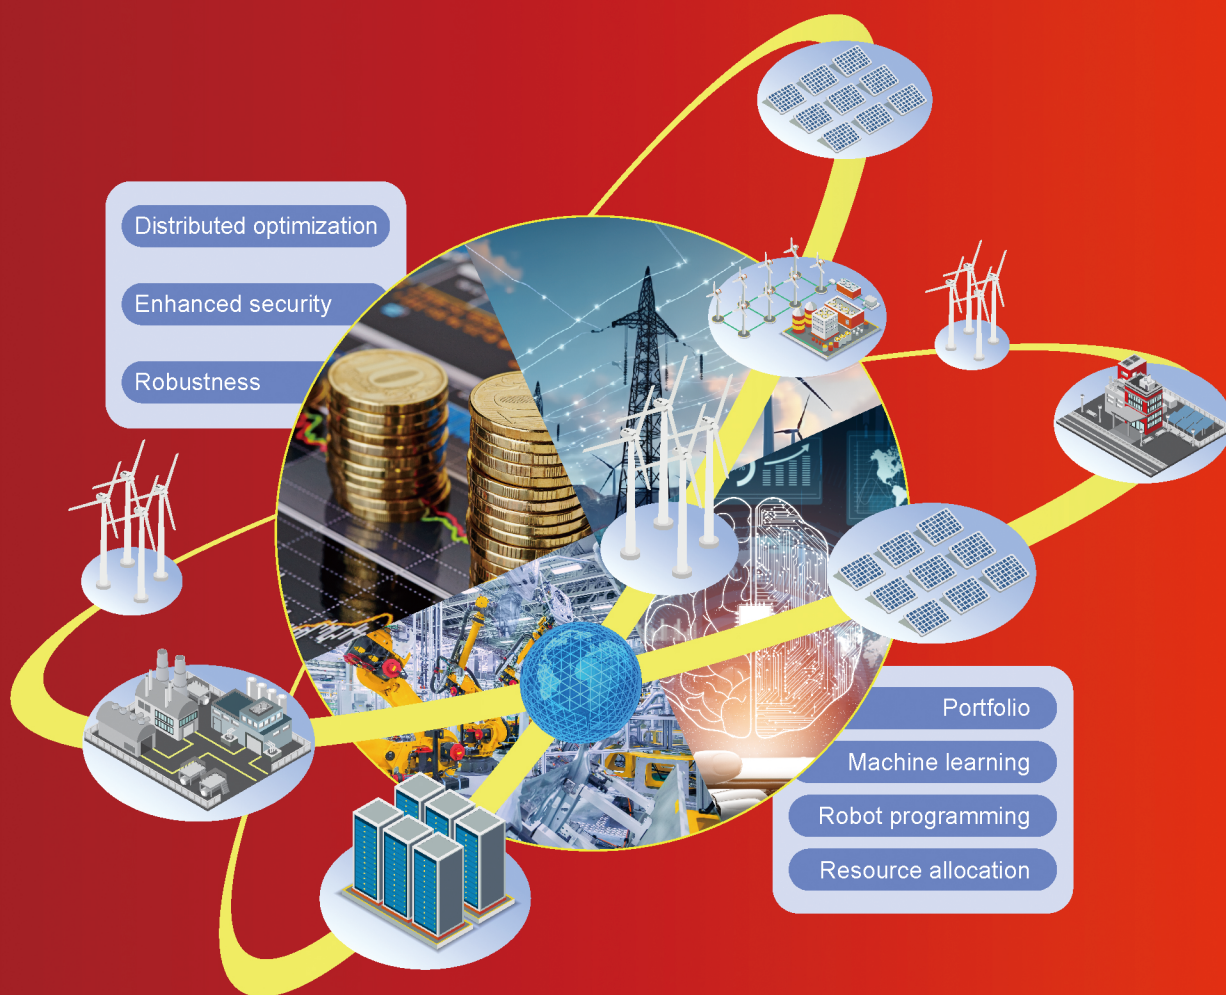 Distributed optimization
Enhanced security
Robustness
Portfolio
Machine learning
Robot programming
Resource allocation